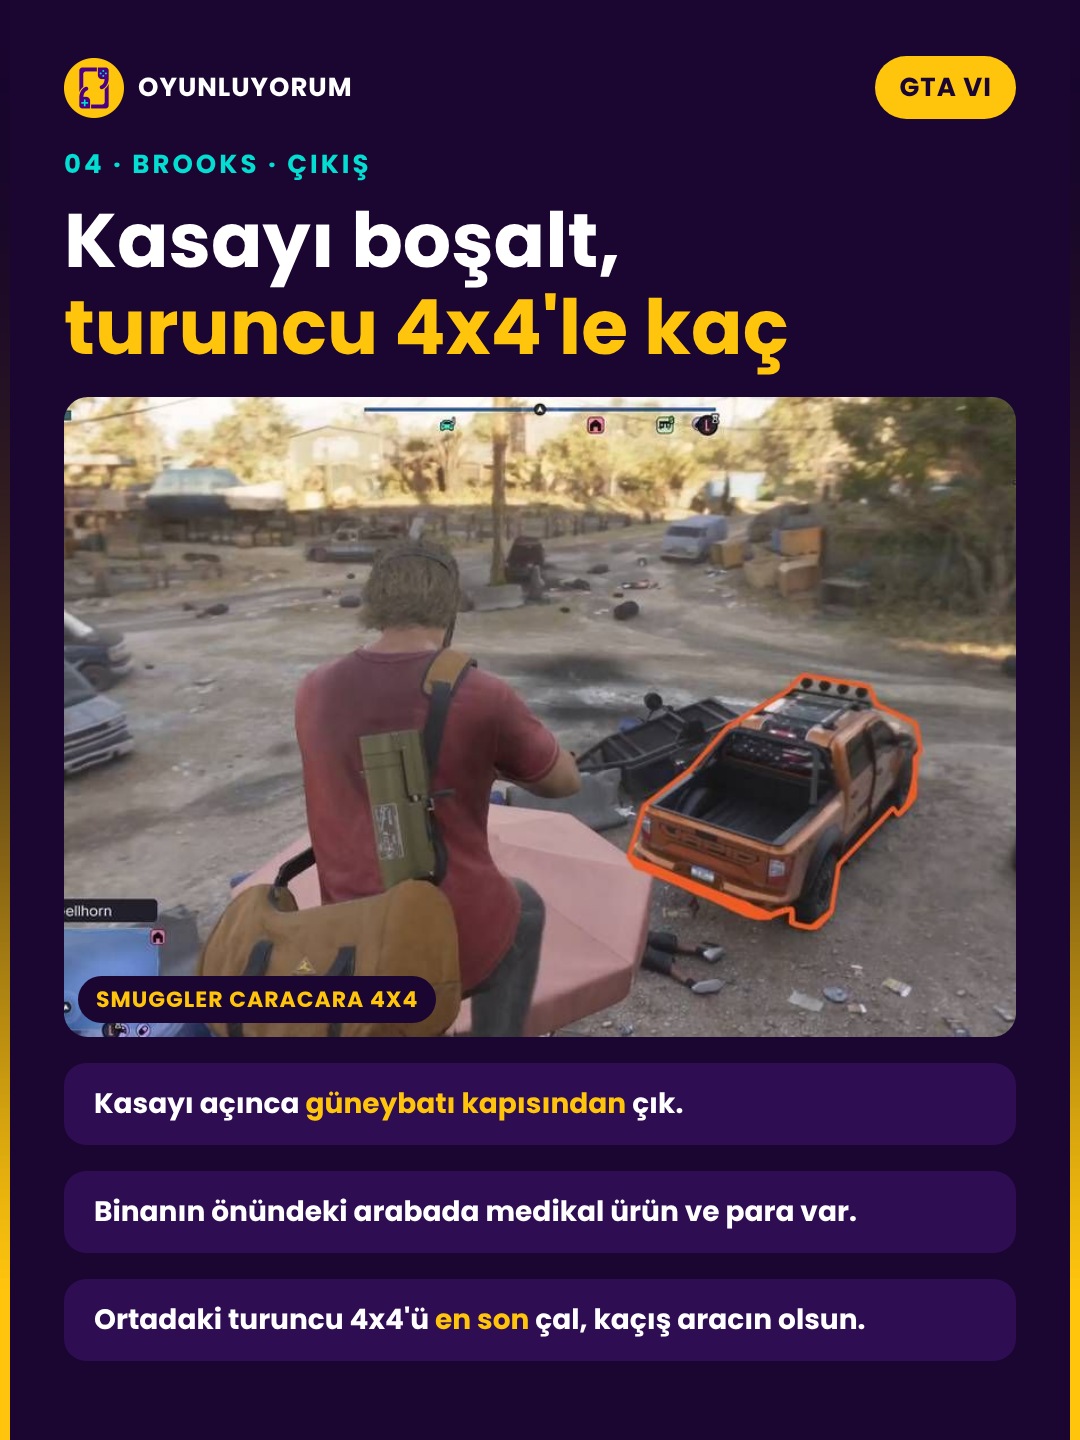 OYUNLUYORUM
GTA VI
04 · BROOKS · ÇIKIŞ
Kasayı boşalt,
turuncu 4x4'le kaç
ellhorn
SMUGGLER CARACARA 4X4
Kasayı açınca güneybatı kapısından çık.
Binanın önündeki arabada medikal ürün ve para var.
Ortadaki turuncu 4x4'ü en son çal, kaçış aracın olsun.